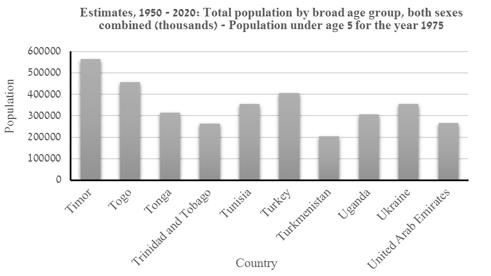 Estimates, 1950 - 2020: Total population by broad age group, both sexes
combined (thousands) - Population under age 5 for the year 1975
Population
600000
500000
400000
300000
200000
100000
0
Timor
Togo
Tonga
Trinidad and Tobago
Tunisia
Turkey
Turkmenistan
Uganda
Ukraine
United Arab Emirates
Country